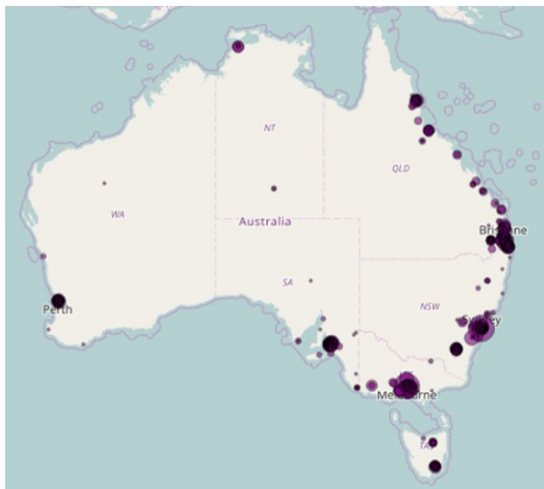 NT
QLD
Australia
WA
Brisbane
SA
NSW
Sydney
Perth
Melbourne
TAS